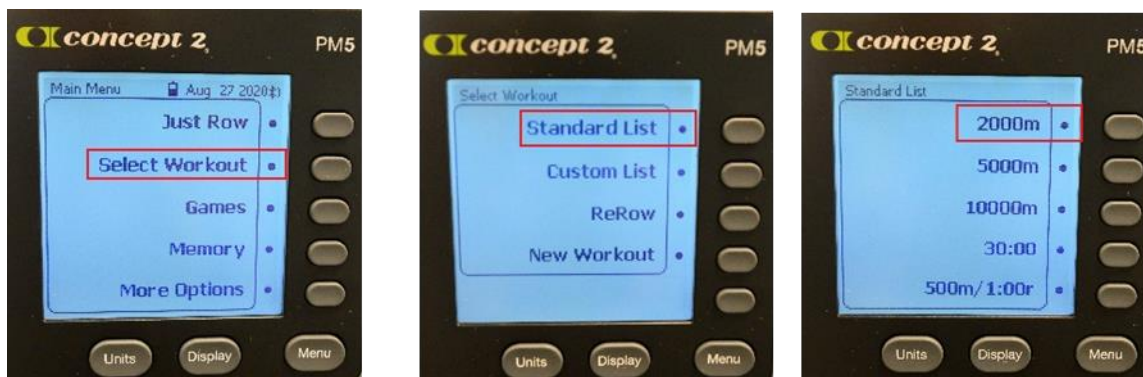 concept 2
PM5
Main Menu Aug 27 2020
Just Row
Select Workout
Games
Memory
More Options
Units Display Menu
concept 2
PM5
Select Workout
Standard List
Custom List
ReRow
New Workout
Units Display Menu
concept 2
PM5
Standard List
2000m
5000m
10000m
30:00
500m/1:00r
Units Display Menu